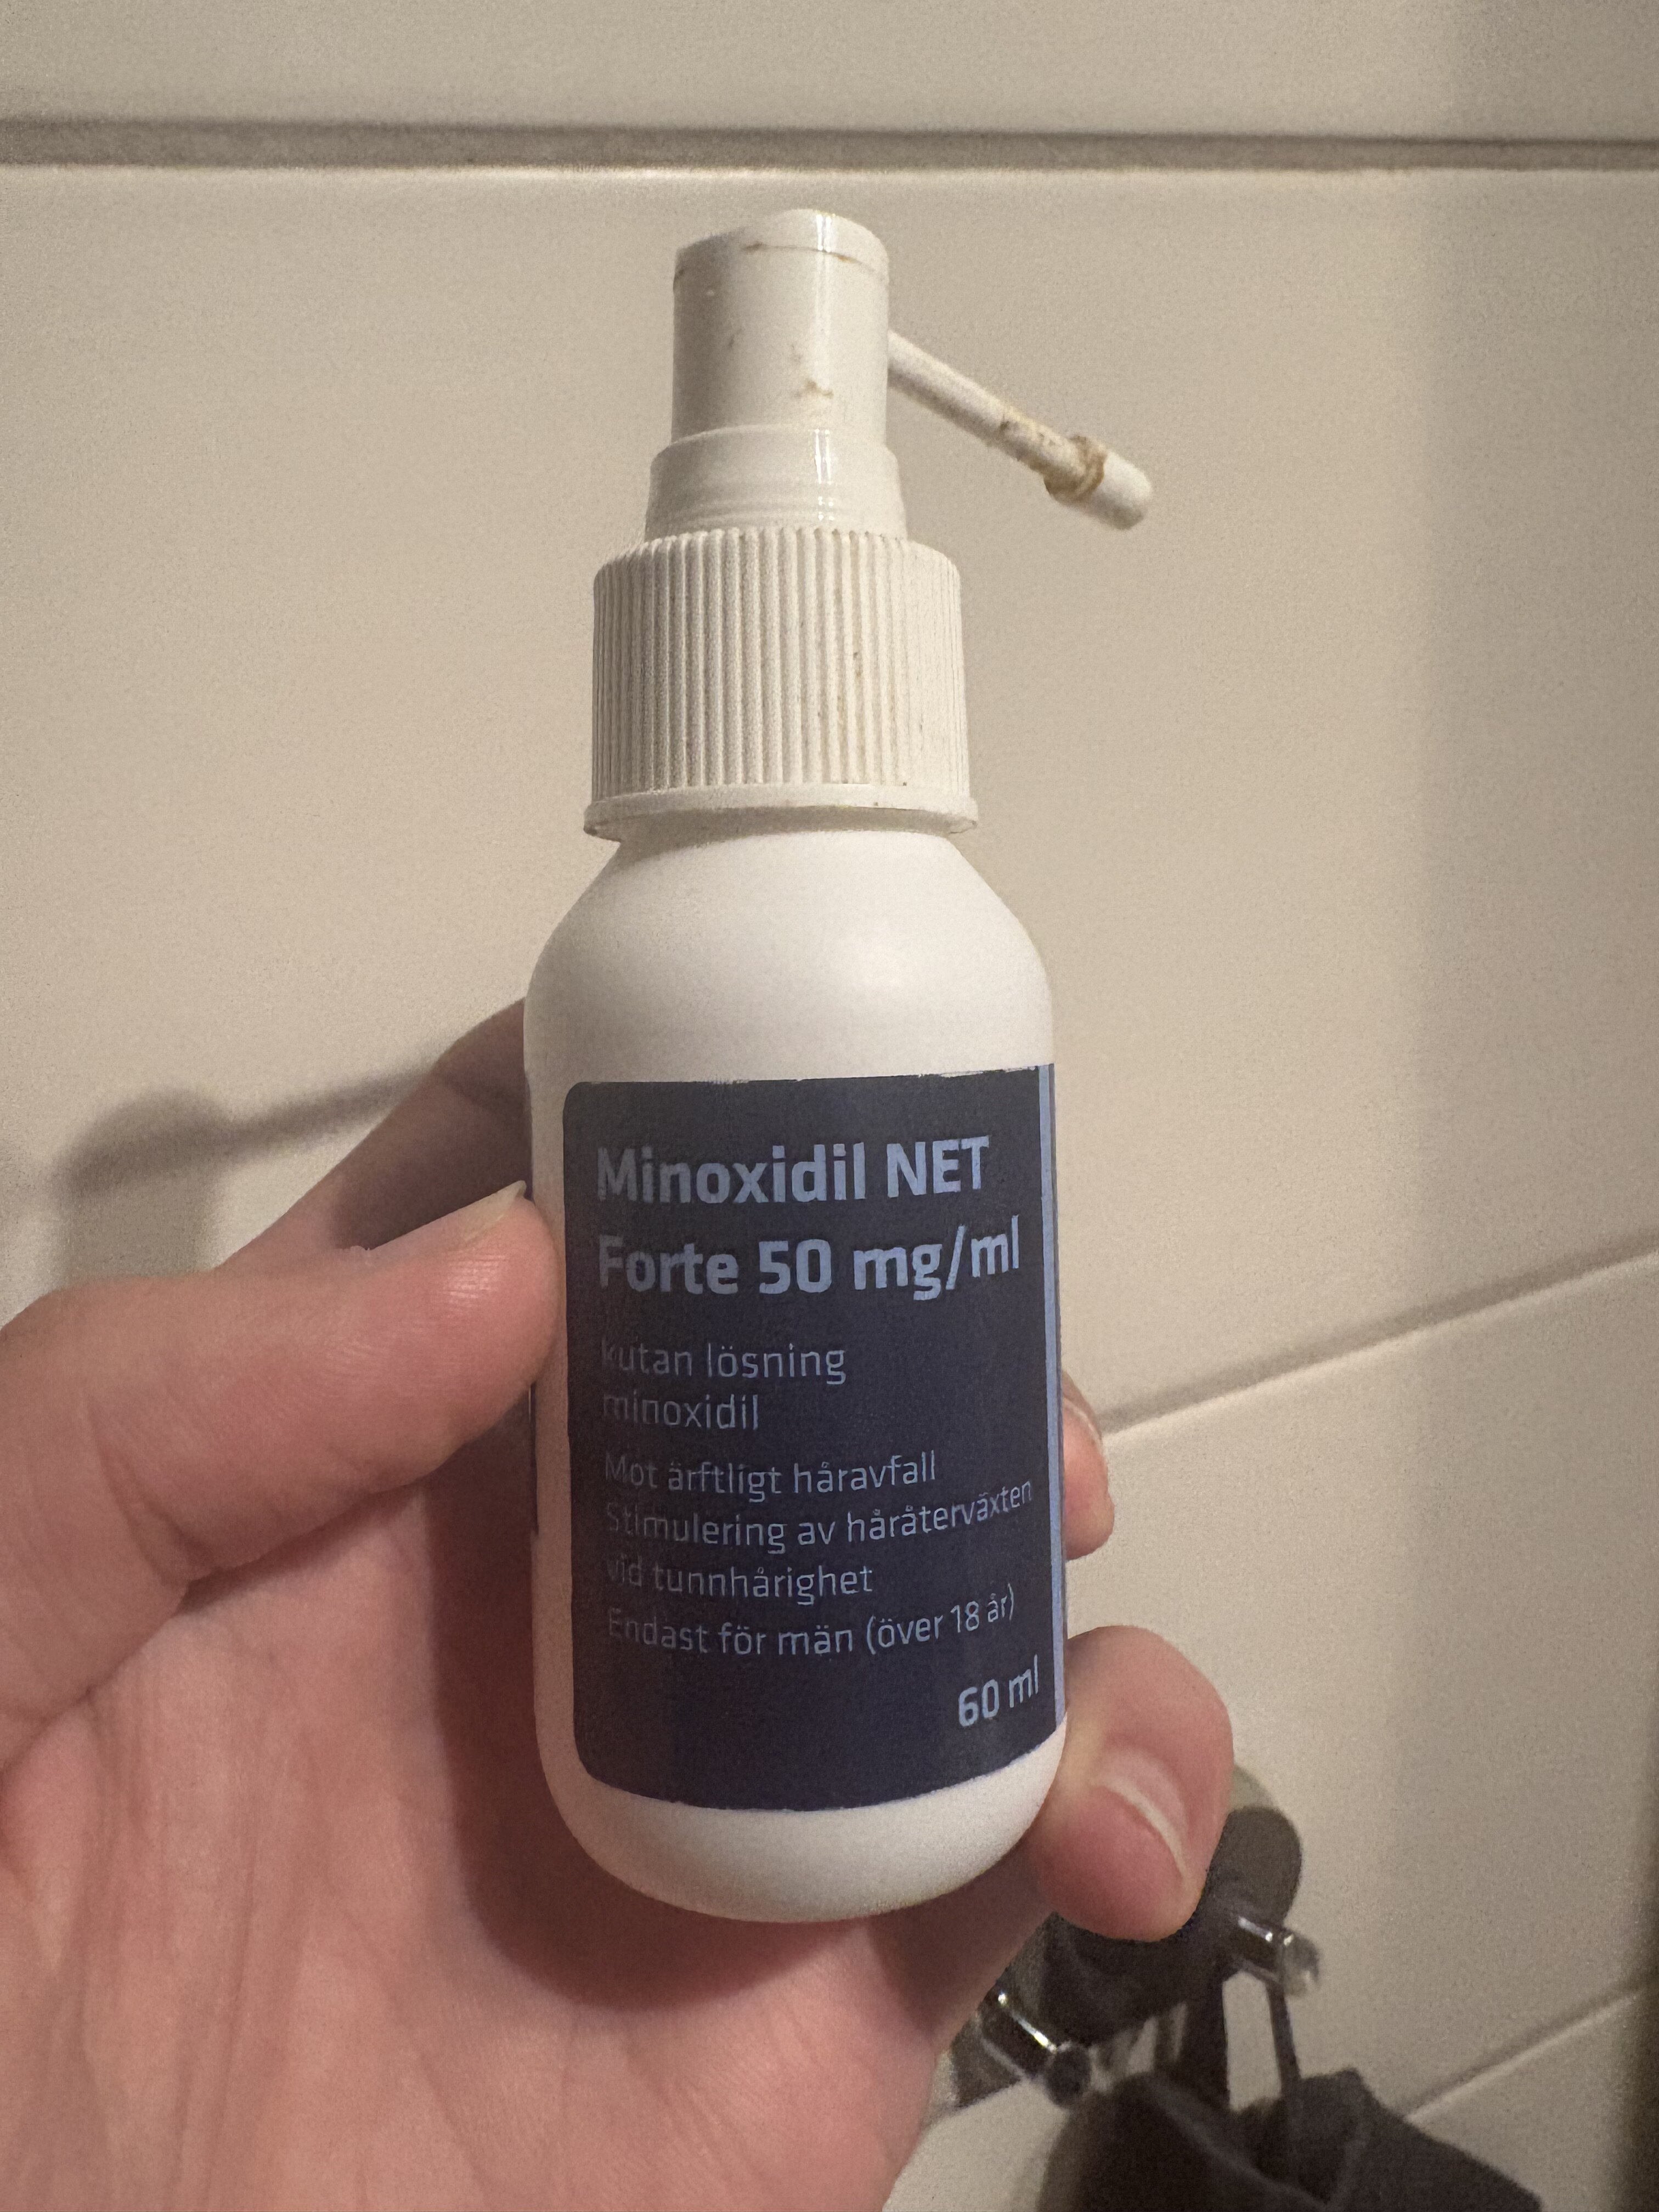 Minoxidil NET
Forte 50 mg/ml
kutan lösning
minoxidil
Mot ärftligt håravfall
Stimulering av håråterväxten
vid tunnhårighet
Endast för män (över 18 år)
60 ml